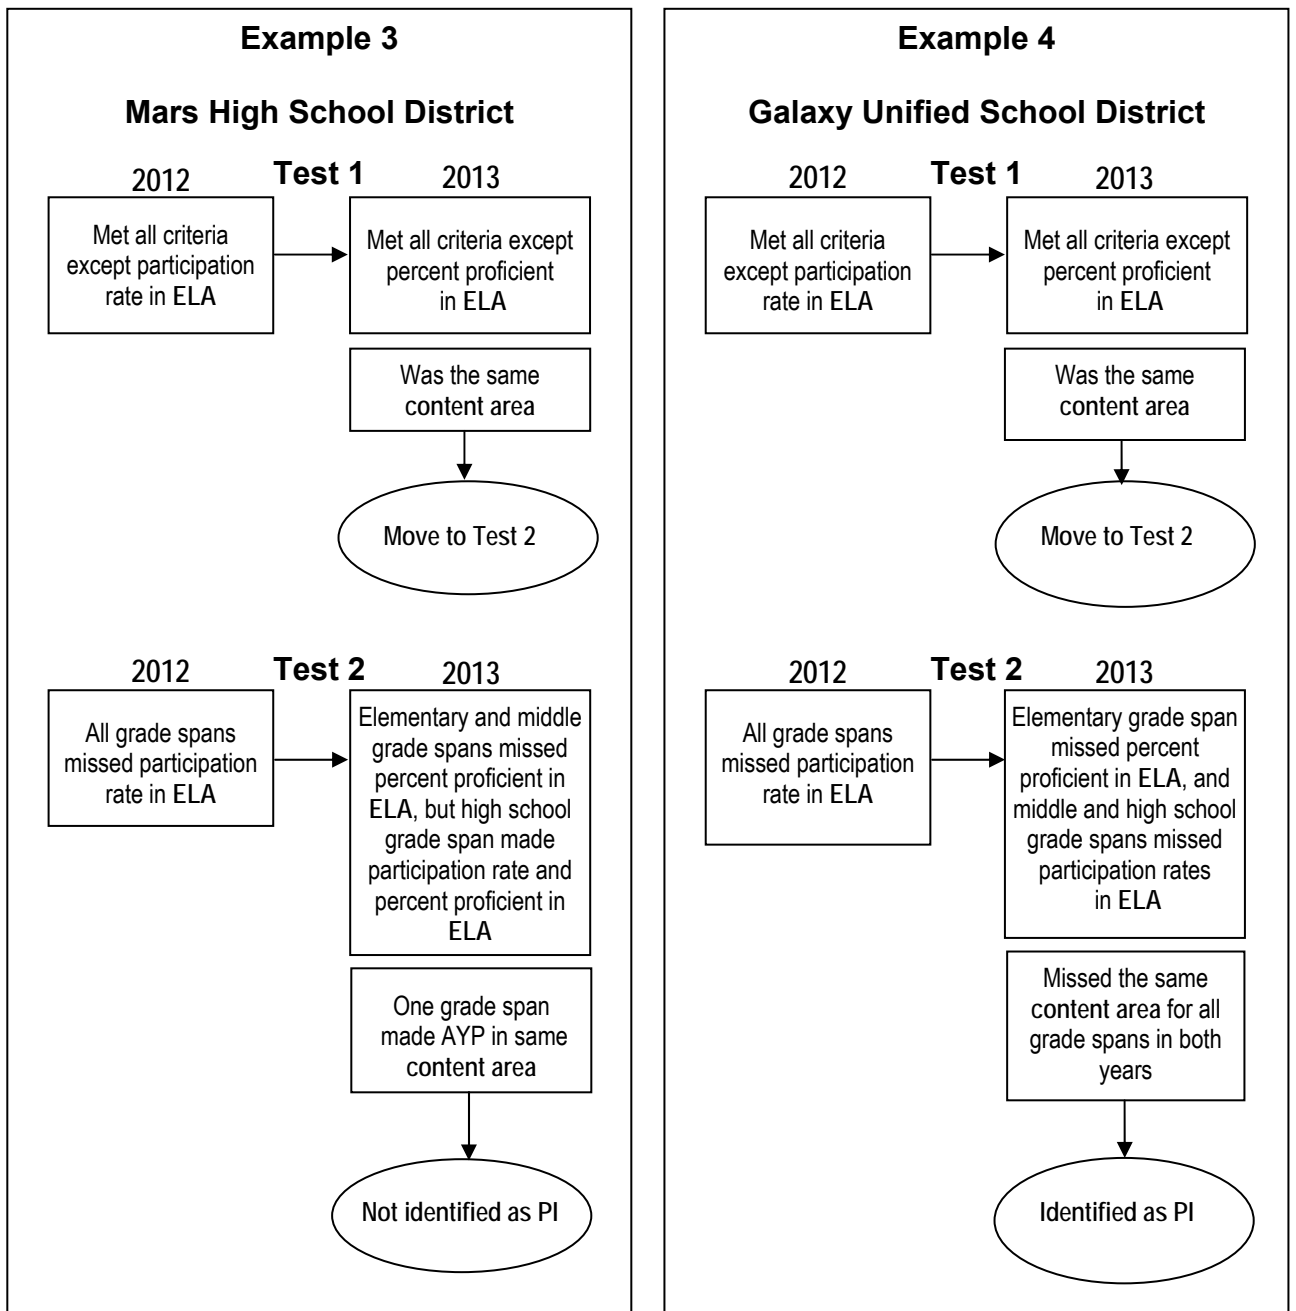 Example 3
Mars High School District
2012
Test 1
2013
Met all criteria
except participation
rate in ELA
Met all criteria except
percent proficient
in ELA
Was the same
content area
Move to Test 2
2012
Test 2
2013
All grade spans
missed participation
rate in ELA
Elementary and middle
grade spans missed
percent proficient in
ELA, but high school
grade span made
participation rate and
percent proficient in
ELA
One grade span
made AYP in same
content area
Not identified as PI
Example 4
Galaxy Unified School District
2012
Test 1
2013
Met all criteria
except participation
rate in ELA
Met all criteria except
percent proficient
in ELA
Was the same
content area
Move to Test 2
2012
Test 2
2013
All grade spans
missed participation
rate in ELA
Elementary grade span
missed percent
proficient in ELA, and
middle and high school
grade spans missed
participation rates
in ELA
Missed the same
content area for all
grade spans in both
years
Identified as PI